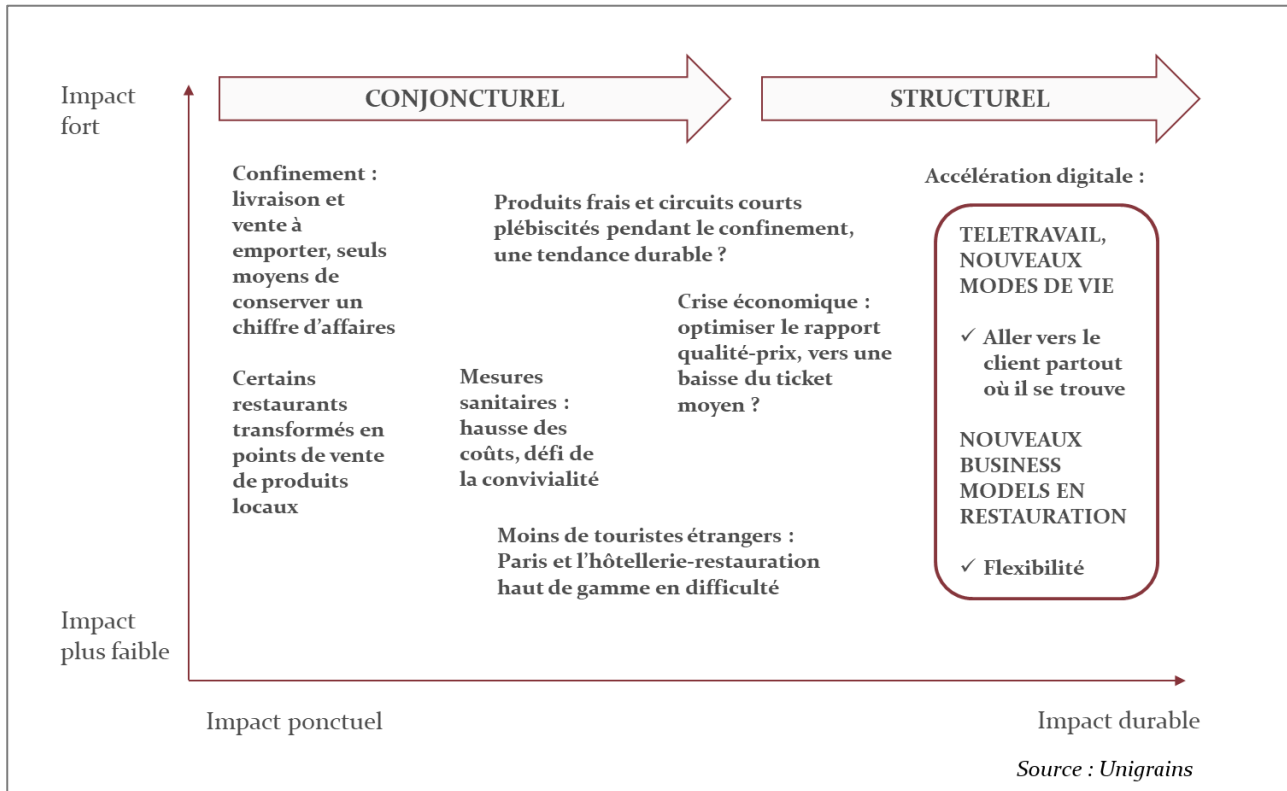 Impact
fort
CONJONCTUREL
STRUCTUREL
Confinement :
livraison et
vente à
emporter, seuls
moyens de
conserver un
chiffre d'affaires
Produits frais et circuits courts
plébiscités pendant le confinement,
une tendance durable ?
Accélération digitale :
TELETRAVAIL,
NOUVEAUX
MODES DE VIE
✓ Aller vers le
client partout
où il se trouve
NOUVEAUX
BUSINESS
MODELS EN
RESTAURATION
✓ Flexibilité
Crise économique :
optimiser le rapport
qualité-prix, vers une
baisse du ticket
moyen ?
Certains
restaurants
transformés en
points de vente
de produits
locaux
Mesures
sanitaires :
hausse des
coûts, défi de
la convivialité
Moins de touristes étrangers :
Paris et l'hôtellerie-restauration
haut de gamme en difficulté
Impact
plus faible
Impact ponctuel
Impact durable
Source : Unigrains